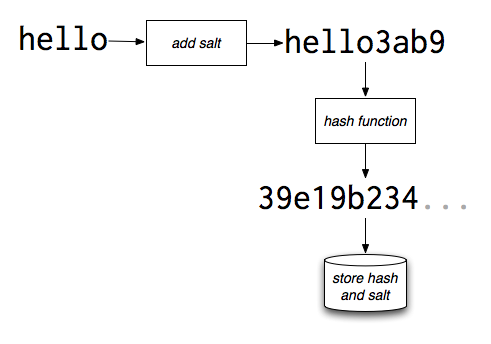 hello
add salt
hello3ab9
hash function
39e19b234...
store hash
and salt